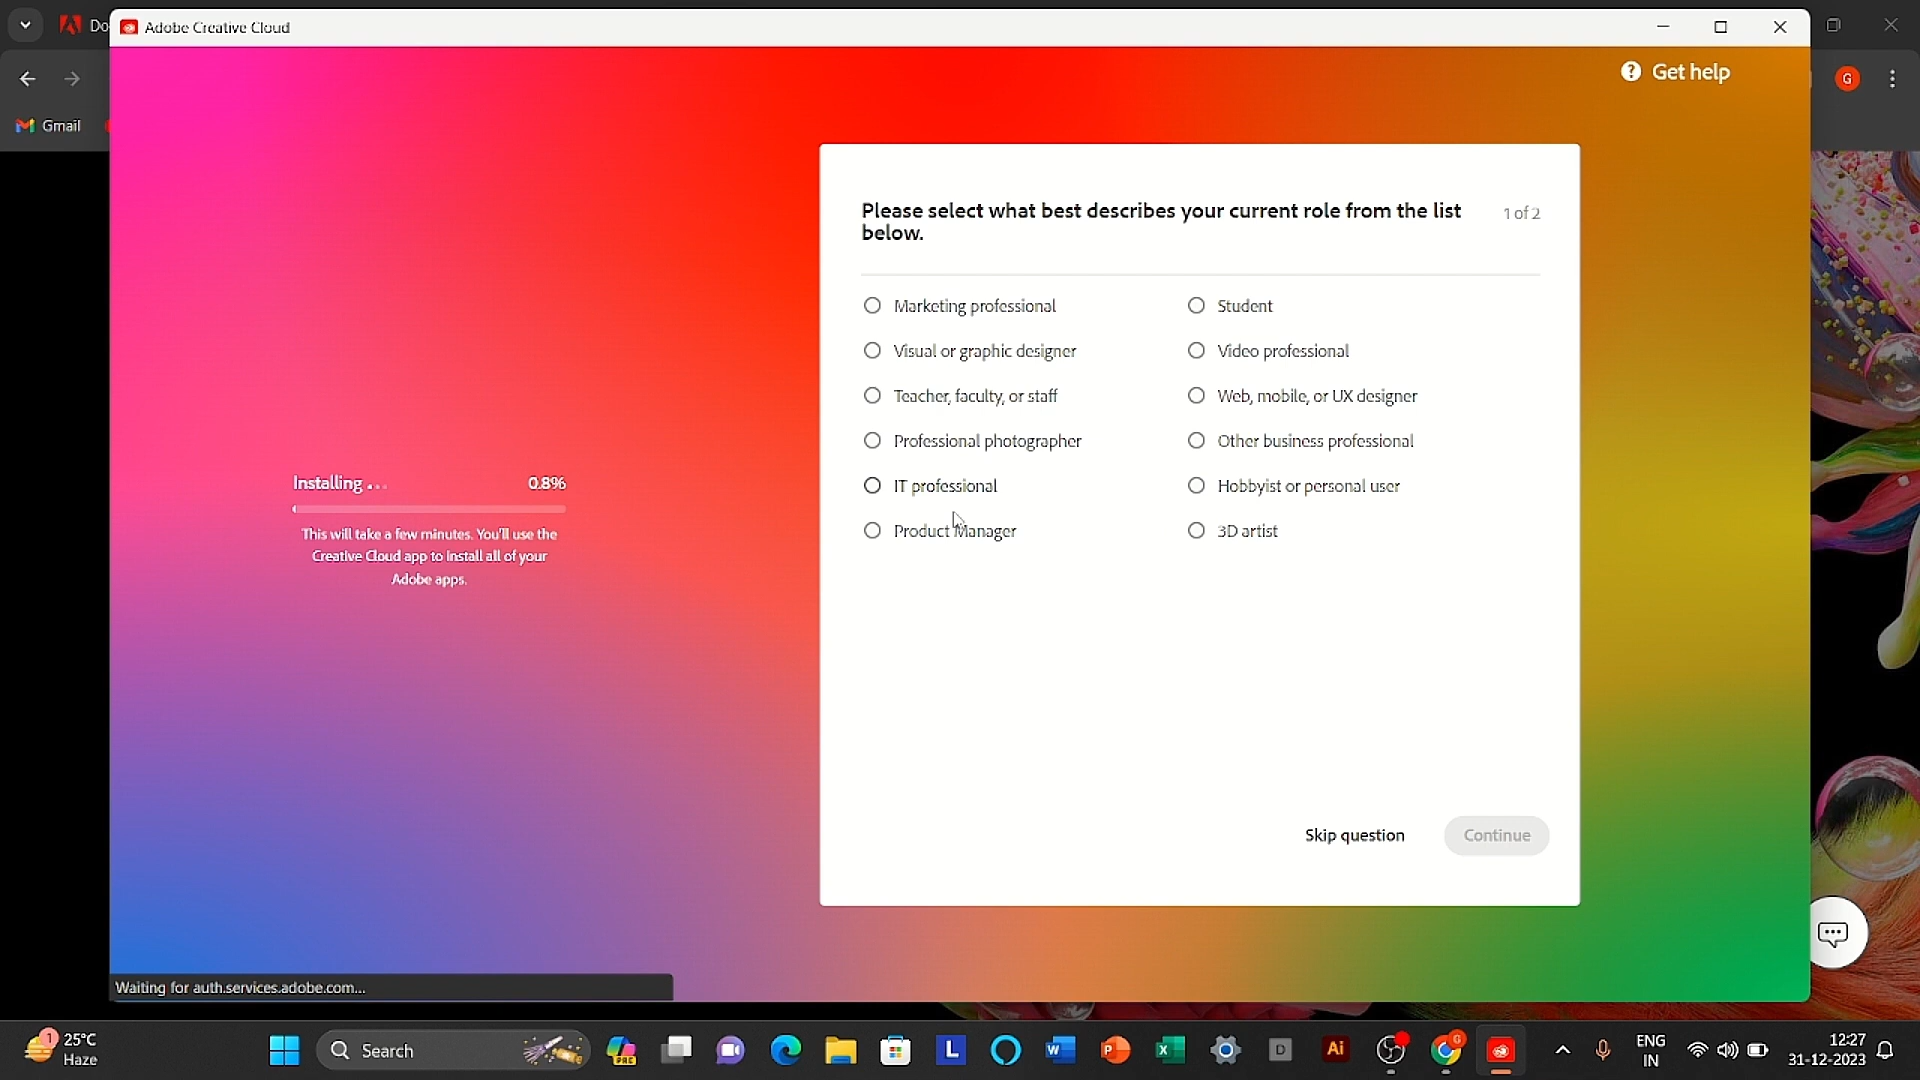 Do
Adobe Creative Cloud
Gmail
G
Get help
Please select what best describes your current role from the list
below.
1 of 2
Marketing professional
Student
Visual or graphic designer
Video professional
Teacher, faculty, or staff
Web, mobile, or UX designer
Professional photographer
Other business professional
IT professional
Hobbyist or personal user
Product Manager
3D artist
Installing ...
0.8%
This will take a few minutes. You'll use the
Creative Cloud app to install all of your
Adobe apps.
Skip question
Continue
Waiting for auth.services.adobe.com...
1
25°C
Haze
Search
PRE
L
W
P
X
D
Ai
G
ENG
IN
12:27
31-12-2023